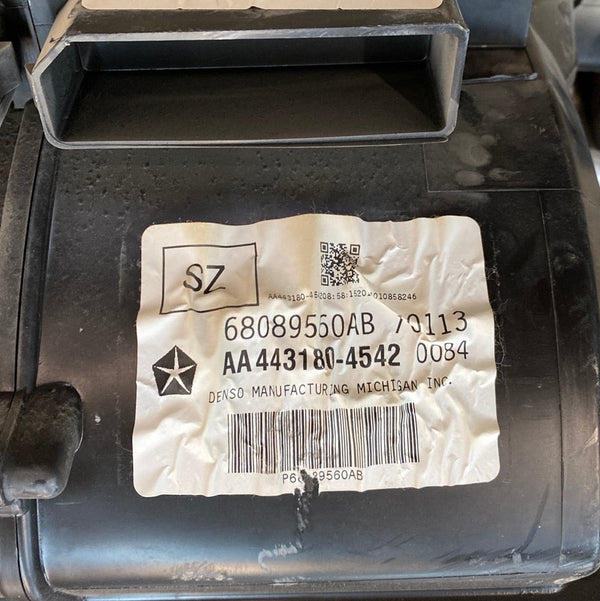 SZ
68089560AB 70113
AA443180-4542 0084
DENSO MANUFACTURING MICHIGAN INC.